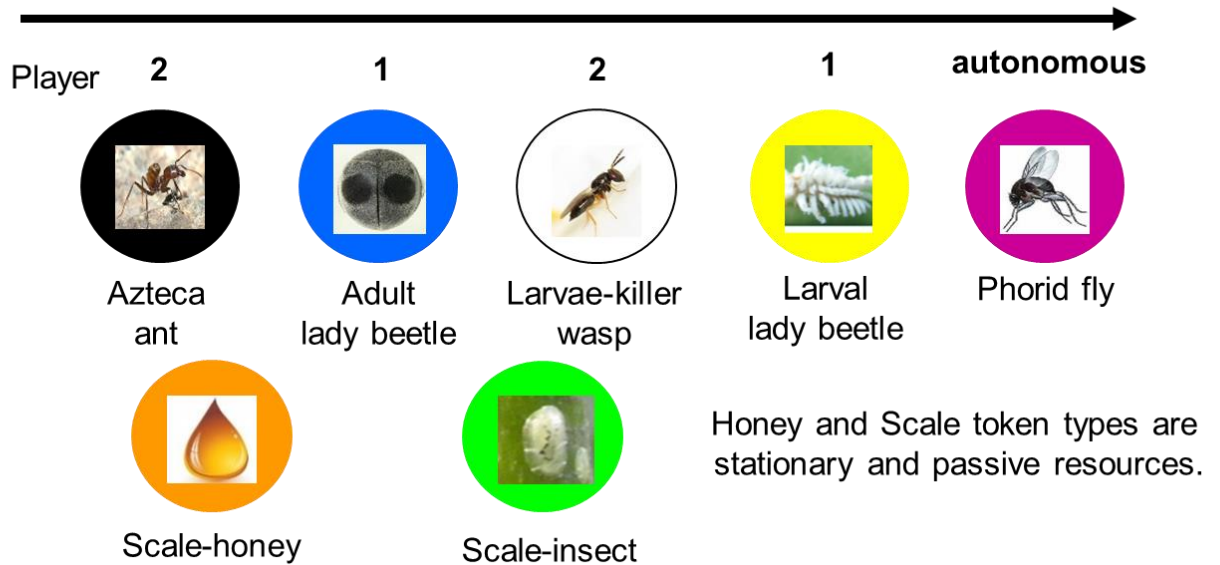 Player 2 1 2 1 autonomous
Azteca
ant
Adult
lady beetle
Larvae-killer
wasp
Larval
lady beetle
Phorid fly
Scale-honey
Scale-insect
Honey and Scale token types are
stationary and passive resources.